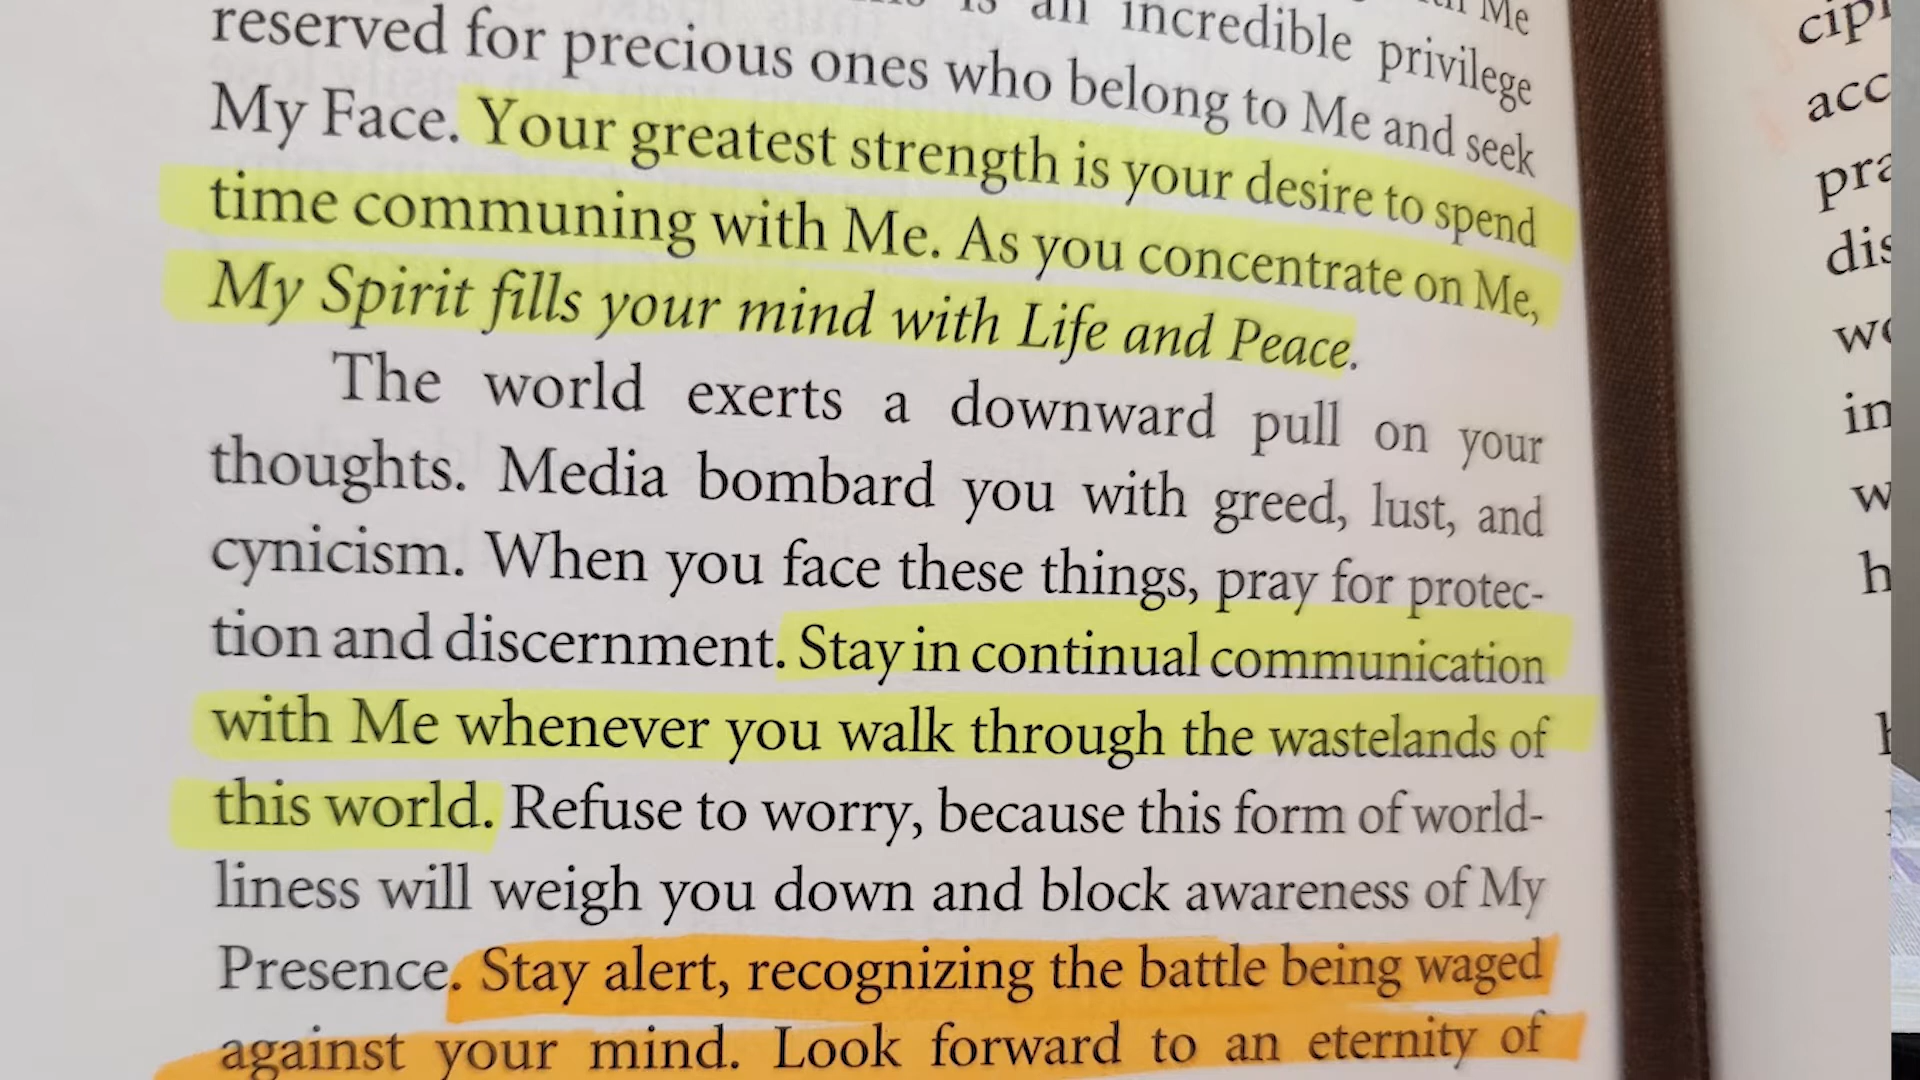 is an incredible privilege
reserved for precious ones who belong to Me and seek
My Face. Your greatest strength is your desire to spend
time communing with Me. As you concentrate on Me,
My Spirit fills your mind with Life and Peace.
The world exerts a downward pull on your
thoughts. Media bombard you with greed, lust, and
cynicism. When you face these things, pray for protec-
tion and discernment. Stay in continual communication
with Me whenever you walk through the wastelands of
this world. Refuse to worry, because this form of world-
liness will weigh you down and block awareness of My
Presence. Stay alert, recognizing the battle being waged
against your mind. Look forward to an eternity of